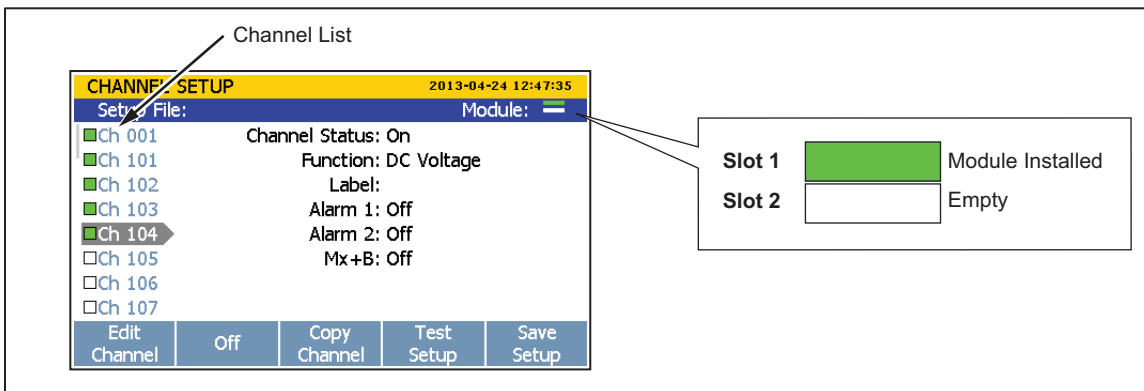 Channel List
CHANNEL SETUP 2013-04-24 12:47:35
Setup File: Module:
Ch 001 Channel Status: On
Ch 101 Function: DC Voltage
Ch 102 Label:
Ch 103 Alarm 1: Off
Ch 104 Alarm 2: Off
Ch 105 Mx+B: Off
Ch 106
Ch 107
Edit Channel
Off
Copy Channel
Test Setup
Save Setup
Slot 1 Module Installed
Slot 2 Empty